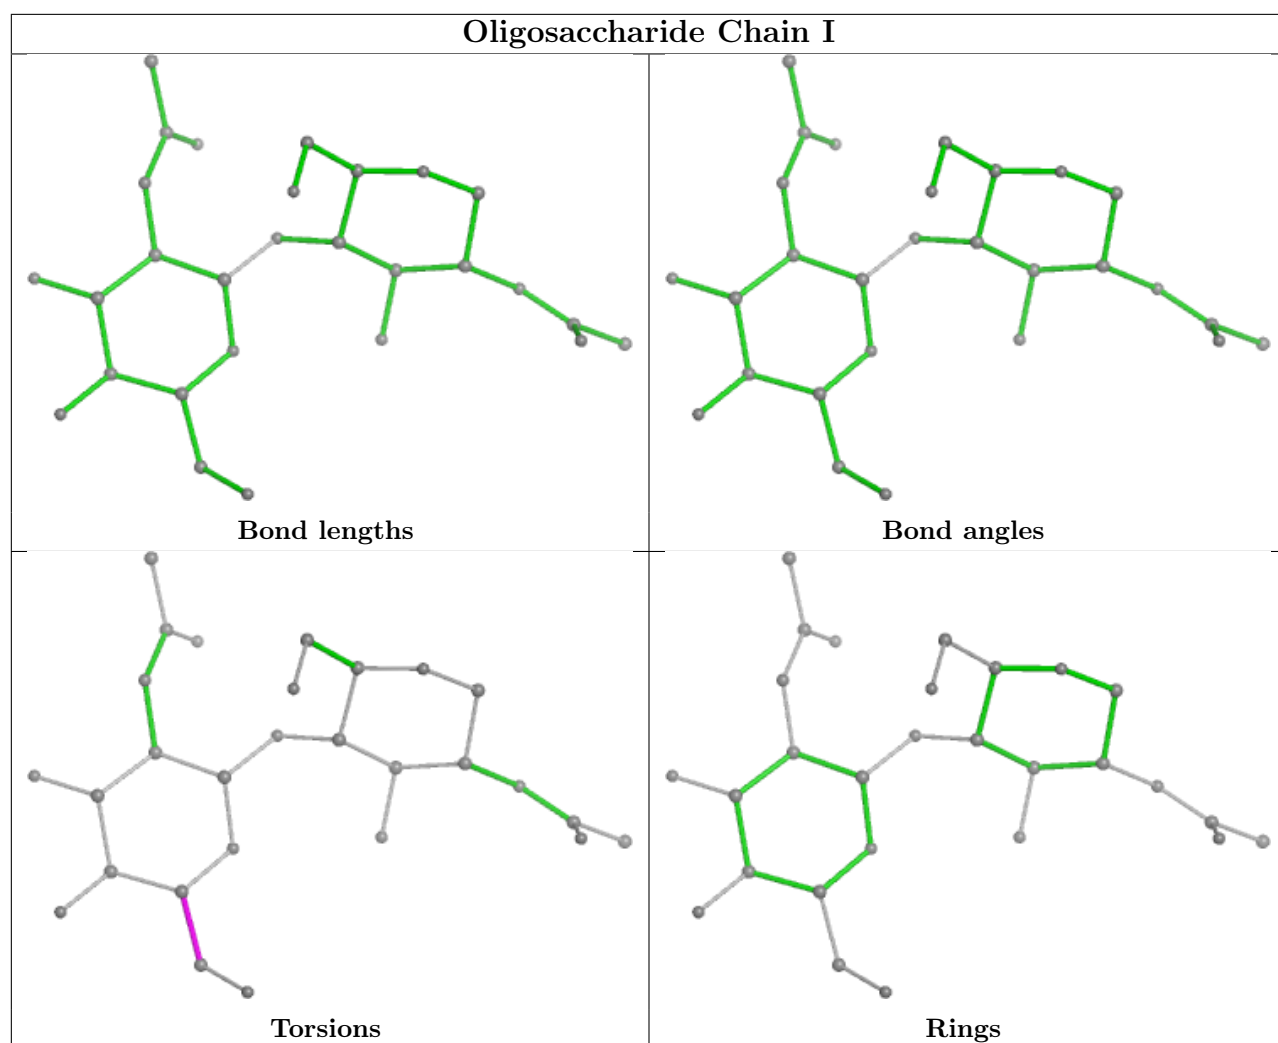 Oligosaccharide Chain I
Bond lengths
Bond angles
Torsions
Rings